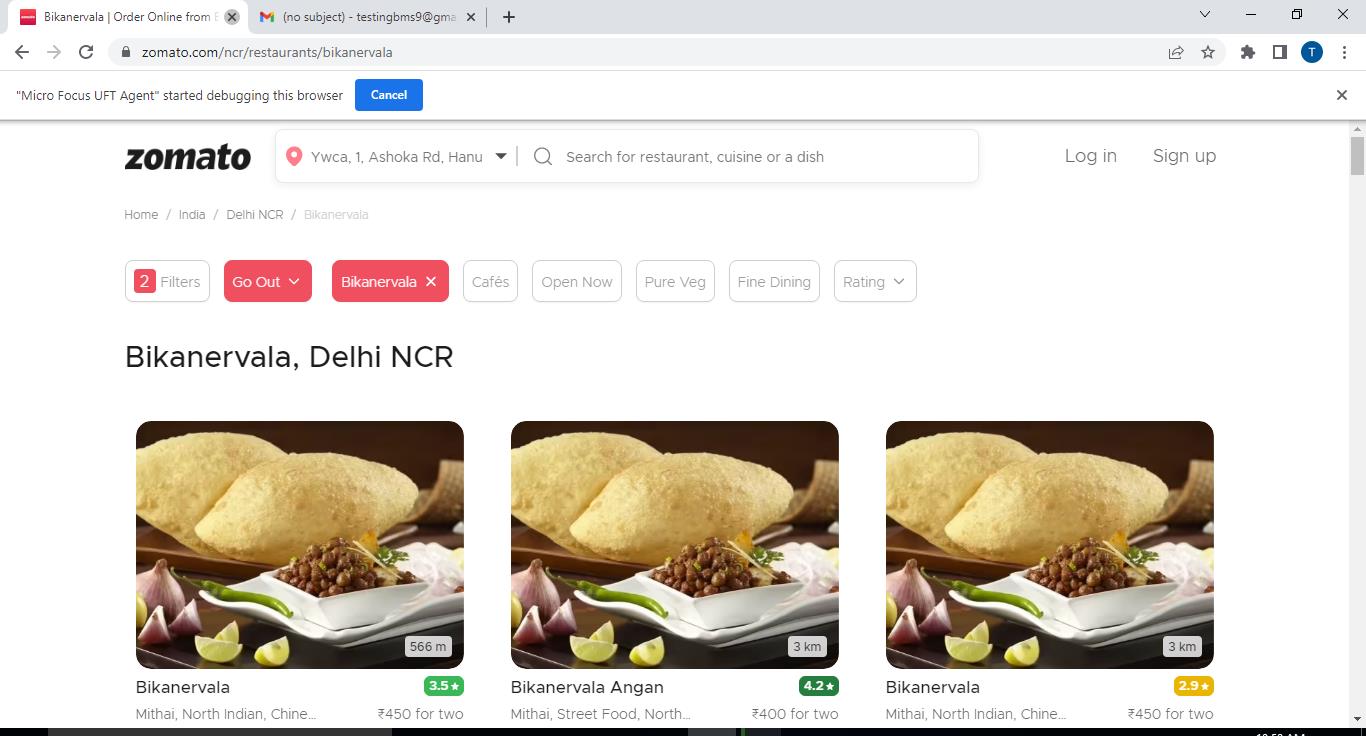 Bikanervala | Order Online from
(no subject) - testingbms9@gma
zomato.com/ncr/restaurants/bikanervala
T
"Micro Focus UFT Agent" started debugging this browser
Cancel
zomato
Ywca, 1, Ashoka Rd, Hanu
Search for restaurant, cuisine or a dish
Log in
Sign up
Home / India / Delhi NCR / Bikanervala
2 Filters
Go Out
Bikanervala ✕
Cafés
Open Now
Pure Veg
Fine Dining
Rating
Bikanervala, Delhi NCR
566 m
3 km
3 km
Bikanervala 3.5★
Bikanervala Angan 4.2★
Bikanervala 2.9★
Mithai, North Indian, Chine... ₹450 for two
Mithai, Street Food, North... ₹400 for two
Mithai, North Indian, Chine... ₹450 for two